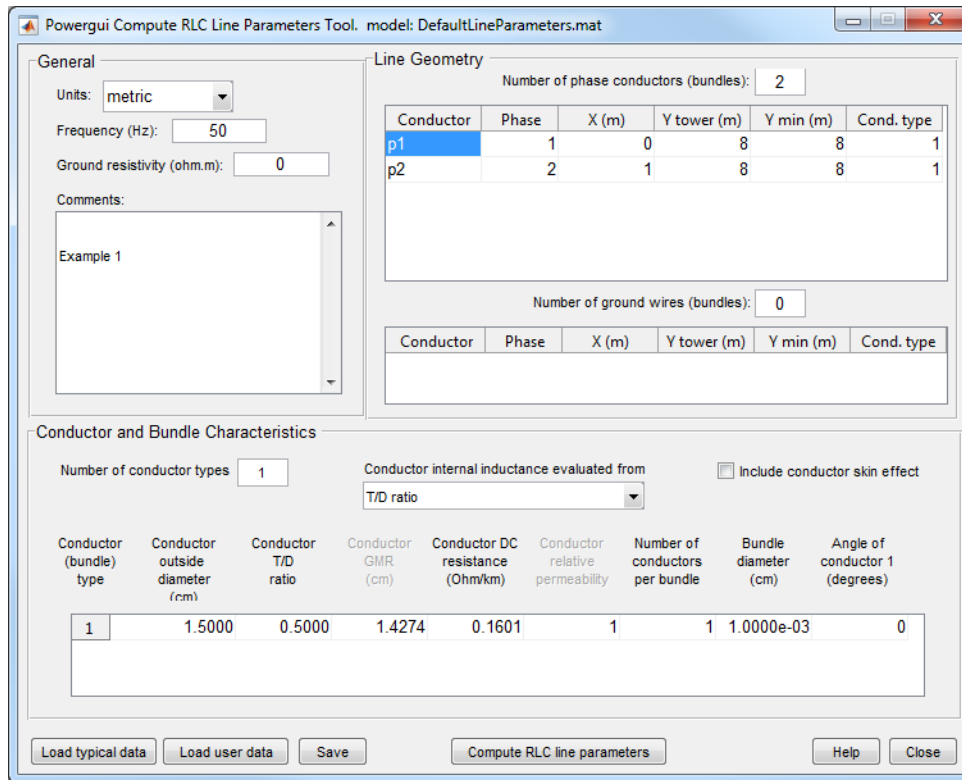 Powergui Compute RLC Line Parameters Tool.  model: DefaultLineParameters.mat
General
Units: metric
Frequency (Hz): 50
Ground resistivity (ohm.m): 0
Comments:
Example 1
Line Geometry
Number of phase conductors (bundles): 2
Conductor Phase X (m) Y tower (m) Y min (m) Cond. type
p1 1 0 8 8 1
p2 2 1 8 8 1
Number of ground wires (bundles): 0
Conductor Phase X (m) Y tower (m) Y min (m) Cond. type
Conductor and Bundle Characteristics
Number of conductor types 1
Conductor internal inductance evaluated from
T/D ratio
Include conductor skin effect
Conductor Conductor Conductor Conductor Conductor DC Conductor Number of Bundle Angle of
(bundle) outside T/D GMR resistance relative conductors diameter conductor 1
type diameter ratio (cm) (Ohm/km) permeability per bundle (cm) (degrees)
(cm)
1 1.5000 0.5000 1.4274 0.1601 1 1 1.0000e-03 0
Load typical data Load user data Save Compute RLC line parameters Help Close